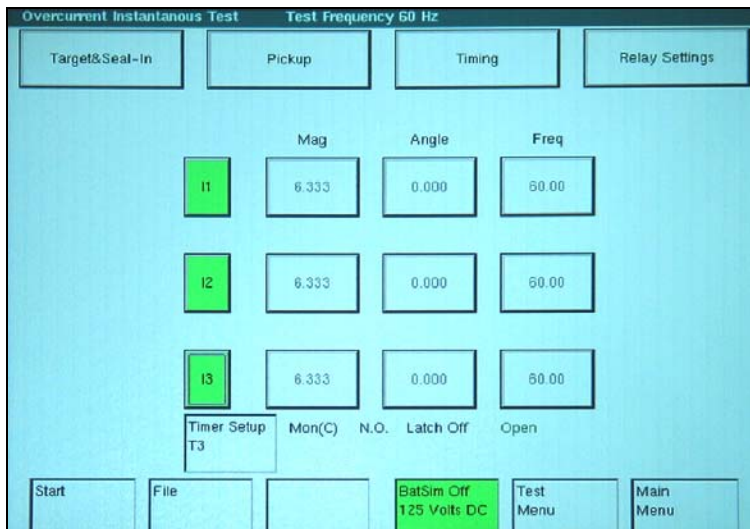 Overcurrent Instantanous Test Test Frequency 60 Hz
Target&Seal-In Pickup Timing Relay Settings
Mag Angle Freq
I1 6.333 0.000 60.00
I2 6.333 0.000 60.00
I3 6.333 0.000 60.00
Timer Setup Mon(C) N.O. Latch Off Open
T3
Start File BatSim Off Test Main
125 Volts DC Menu Menu